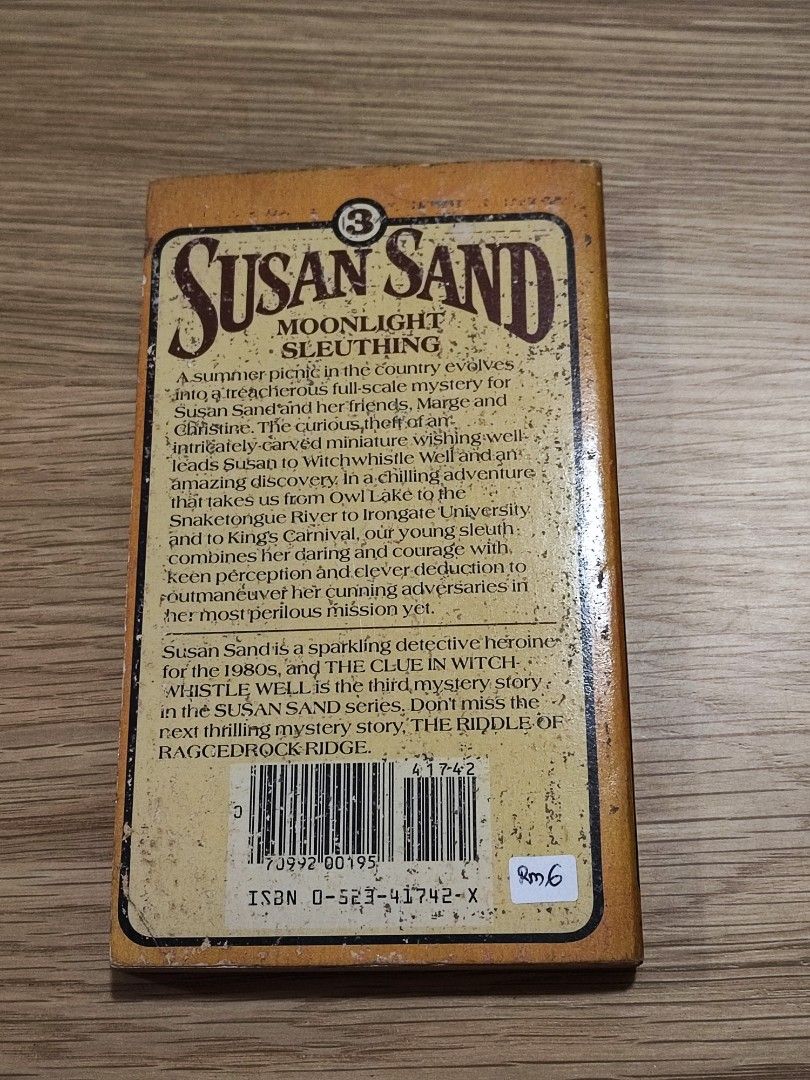 3
SUSAN SAND
MOONLIGHT
SLEUTHING
A summer picnic in the country evolves
into a treacherous full-scale mystery for
Susan Sand and her friends, Marge and
Christine. The curious theft of an
intricately-carved miniature wishing well
leads Susan to Witchwhistle Well and an
amazing discovery. In a chilling adventure
that takes us from Owl Lake to the
Snaketongue River to Irongate University
and to King's Carnival, our young sleuth
combines her daring and courage with
keen perception and clever deduction to
outmaneuver her cunning adversaries in
her most perilous mission yet.
Susan Sand is a sparkling detective heroine
for the 1980s, and THE CLUE IN WITCH-
WHISTLE WELL is the third mystery story
in the SUSAN SAND series. Don't miss the
next thrilling mystery story, THE RIDDLE OF
RAGGEDROCK RIDGE.
41742
0
70992 00195
Rm6
ISBN 0-523-41742-X